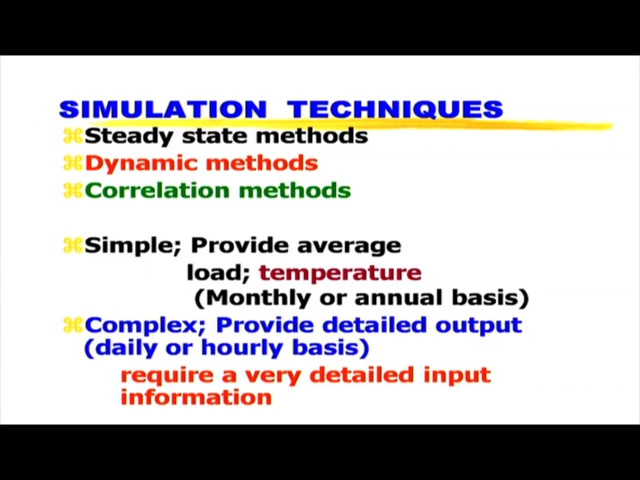 SIMULATION TECHNIQUES
Steady state methods
Dynamic methods
Correlation methods
Simple; Provide average
load; temperature
(Monthly or annual basis)
Complex; Provide detailed output
(daily or hourly basis)
require a very detailed input
information